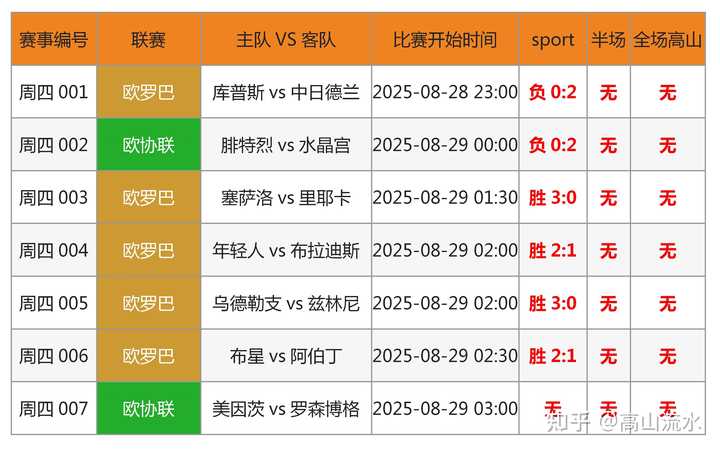 赛事编号 联赛 主队 VS 客队 比赛开始时间 sport 半场 全场高山
周四 001 欧罗巴 库普斯 vs 中日德兰 2025-08-28 23:00 负 0:2 无 无
周四 002 欧协联 腓特烈 vs 水晶宫 2025-08-29 00:00 负 0:2 无 无
周四 003 欧罗巴 塞萨洛 vs 里耶卡 2025-08-29 01:30 胜 3:0 无 无
周四 004 欧罗巴 年轻人 vs 布拉迪斯 2025-08-29 02:00 胜 2:1 无 无
周四 005 欧罗巴 乌德勒支 vs 兹林尼 2025-08-29 02:00 胜 3:0 无 无
周四 006 欧罗巴 布星 vs 阿伯丁 2025-08-29 02:30 胜 2:1 无 无
周四 007 欧协联 美因茨 vs 罗森博格 2025-08-29 03:00 无 无 无
知乎 @高山流水